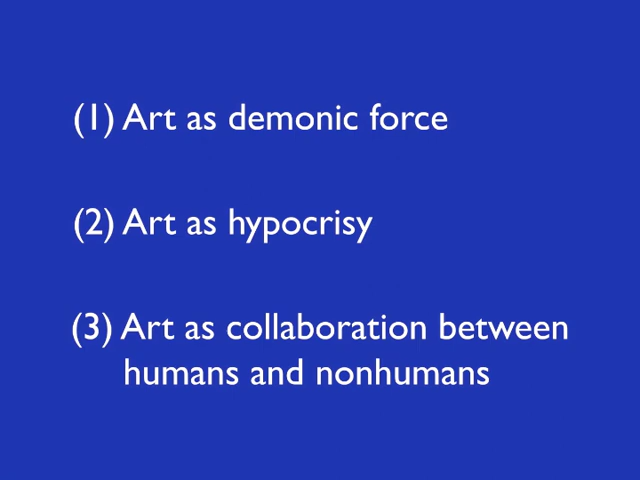 (1) Art as demonic force
(2) Art as hypocrisy
(3) Art as collaboration between
humans and nonhumans